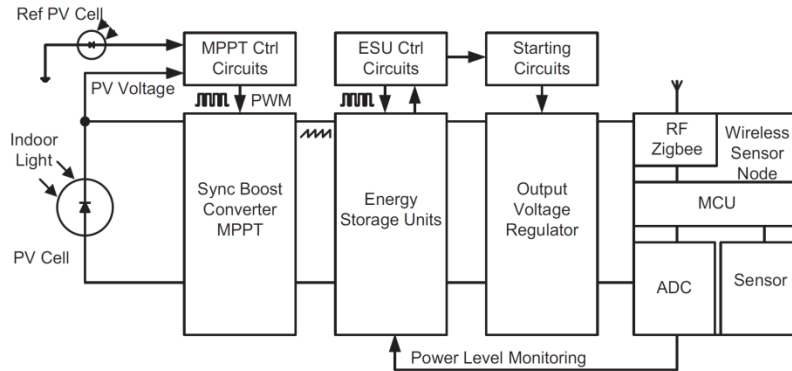 Ref PV Cell
MPPT Ctrl
Circuits
ESU Ctrl
Circuits
Starting
Circuits
PV Voltage
PWM
Indoor
Light
PV Cell
Sync Boost
Converter
MPPT
Energy
Storage Units
Output
Voltage
Regulator
RF
Zigbee
Wireless
Sensor
Node
MCU
ADC
Sensor
Power Level Monitoring